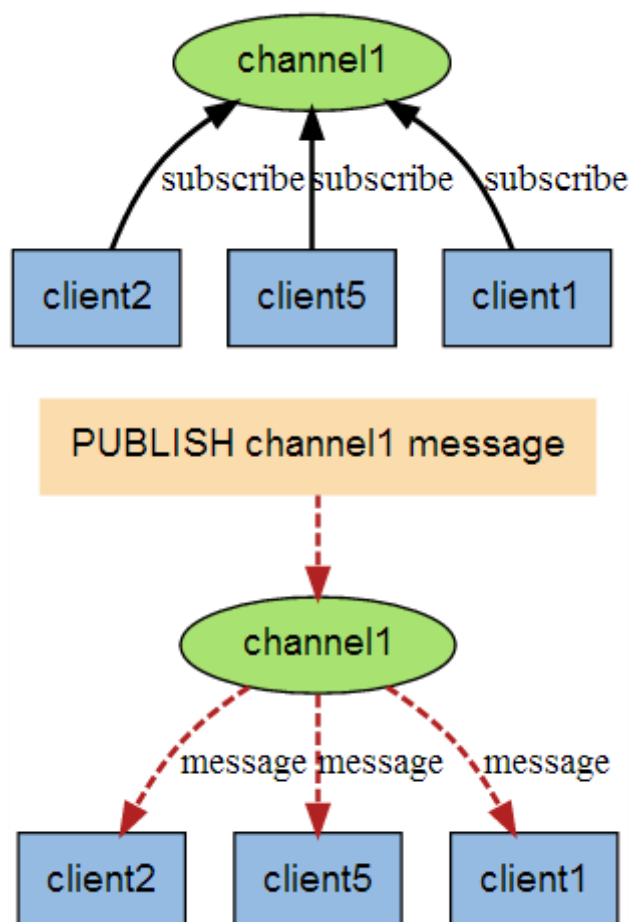 channel1
subscribe subscribe subscribe
client2 client5 client1
PUBLISH channel1 message
channel1
message message message
client2 client5 client1